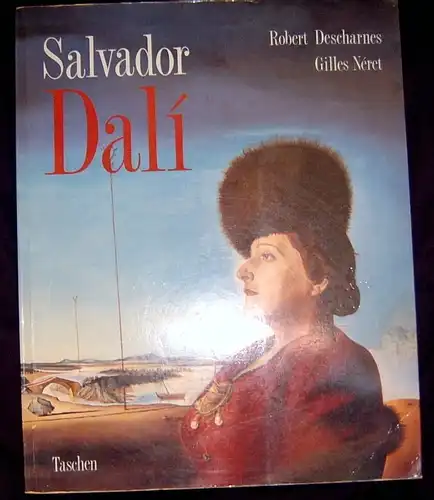 Robert Descharnes
Gilles Néret
Salvador
Dalí
Taschen